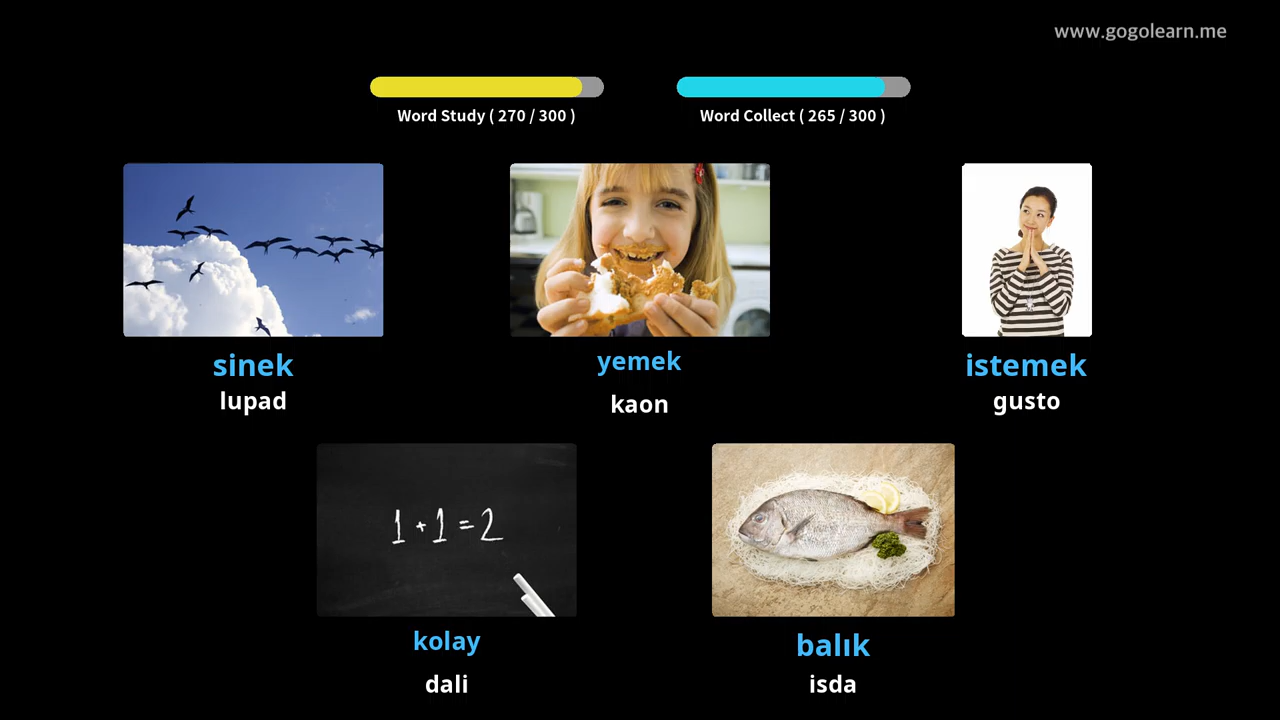 www.gogolearn.me
Word Study ( 270 / 300 )
Word Collect ( 265 / 300 )
sinek
lupad
yemek
kaon
istemek
gusto
1 + 1 = 2
kolay
dali
balık
isda